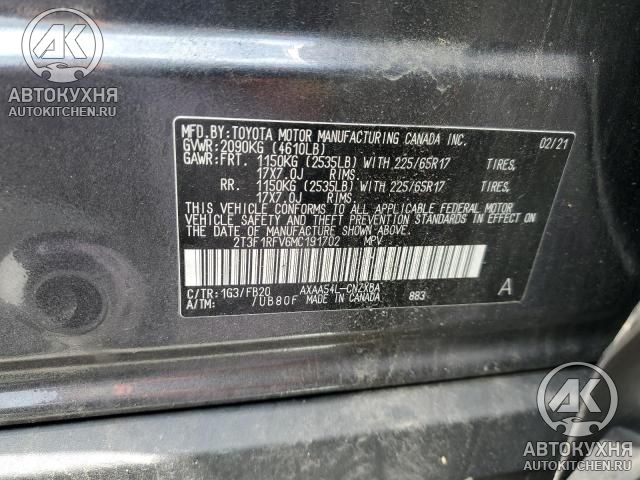 АК
АВТОКУХНЯ
AUTOKITCHEN.RU
MFD.BY:TOYOTA MOTOR MANUFACTURING CANADA INC. 02/21
GVWR: 2090KG (4610LB)
GAWR:FRT. 1150KG (2535LB) WITH 225/65R17 TIRES,
17X7.0J RIMS.
RR. 1150KG (2535LB) WITH 225/65R17 TIRES,
17X7.0J RIMS.
THIS VEHICLE CONFORMS TO ALL APPLICABLE FEDERAL MOTOR
VEHICLE SAFETY AND THEFT PREVENTION STANDARDS IN EFFECT
ON THE DATE OF MANUFACTURE SHOWN ABOVE.
2T3F1RFV6MC191702 MPV
C/TR:1G3/FB20 AXAA54L-CNZXBA A
A/TM: /UB80F MADE IN CANADA 883
АК
АВТОКУХНЯ
AUTOKITCHEN.RU